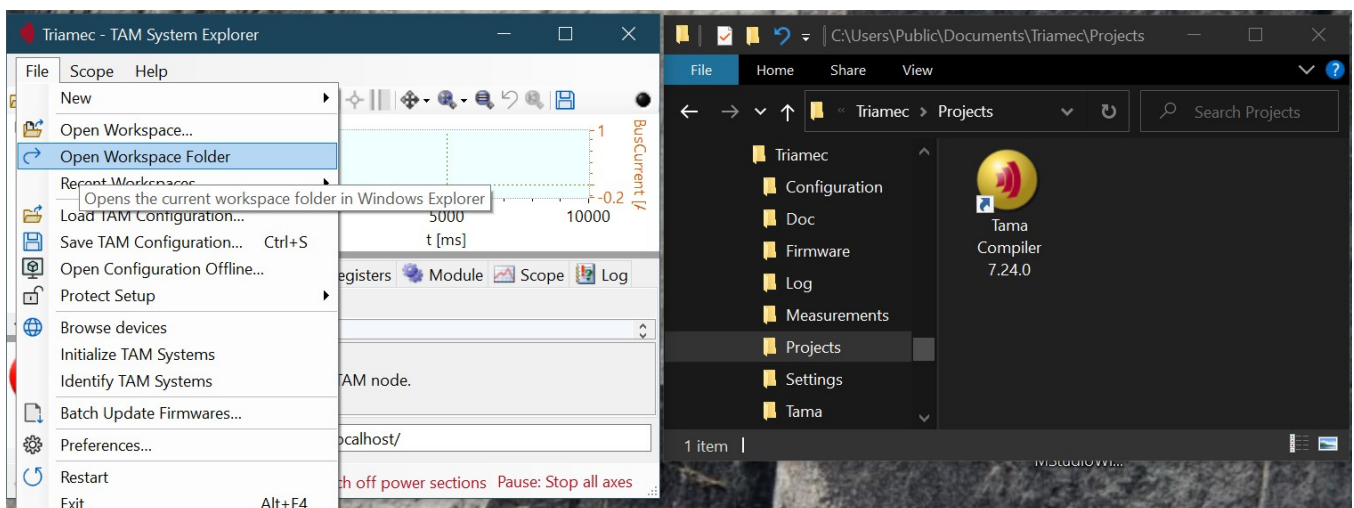 Triamec - TAM System Explorer
File Scope Help
New
Open Workspace...
Open Workspace Folder
Recent Workspaces
Opens the current workspace folder in Windows Explorer
Load TAM Configuration...
Save TAM Configuration... Ctrl+S
Open Configuration Offline...
Protect Setup
Browse devices
Initialize TAM Systems
Identify TAM Systems
Batch Update Firmwares...
Preferences...
Restart
Exit Alt+F4
1
-0.2
BusCurrent [A
5000 10000
t [ms]
egisters Module Scope Log
TAM node.
ocalhost/
ch off power sections Pause: Stop all axes
C:\Users\Public\Documents\Triamec\Projects
File Home Share View
« Triamec > Projects
Search Projects
Triamec
Configuration
Doc
Firmware
Log
Measurements
Projects
Settings
Tama
Tama
Compiler
7.24.0
1 item